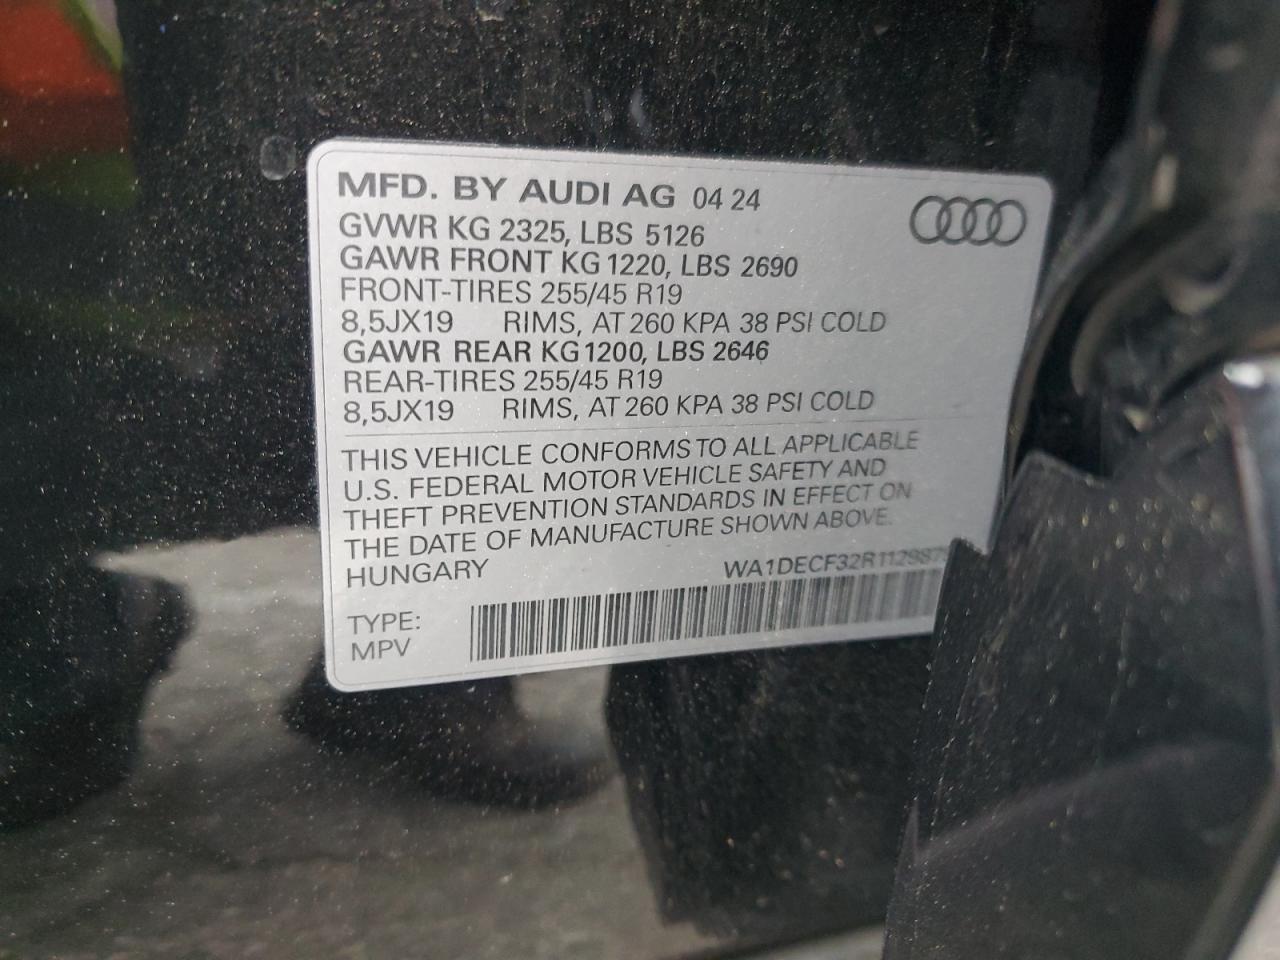 MFD. BY AUDI AG 04 24
GVWR KG 2325, LBS 5126
GAWR FRONT KG 1220, LBS 2690
FRONT-TIRES 255/45 R19
8,5JX19 RIMS, AT 260 KPA 38 PSI COLD
GAWR REAR KG 1200, LBS 2646
REAR-TIRES 255/45 R19
8,5JX19 RIMS, AT 260 KPA 38 PSI COLD
THIS VEHICLE CONFORMS TO ALL APPLICABLE
U.S. FEDERAL MOTOR VEHICLE SAFETY AND
THEFT PREVENTION STANDARDS IN EFFECT ON
THE DATE OF MANUFACTURE SHOWN ABOVE.
HUNGARY
TYPE:
MPV